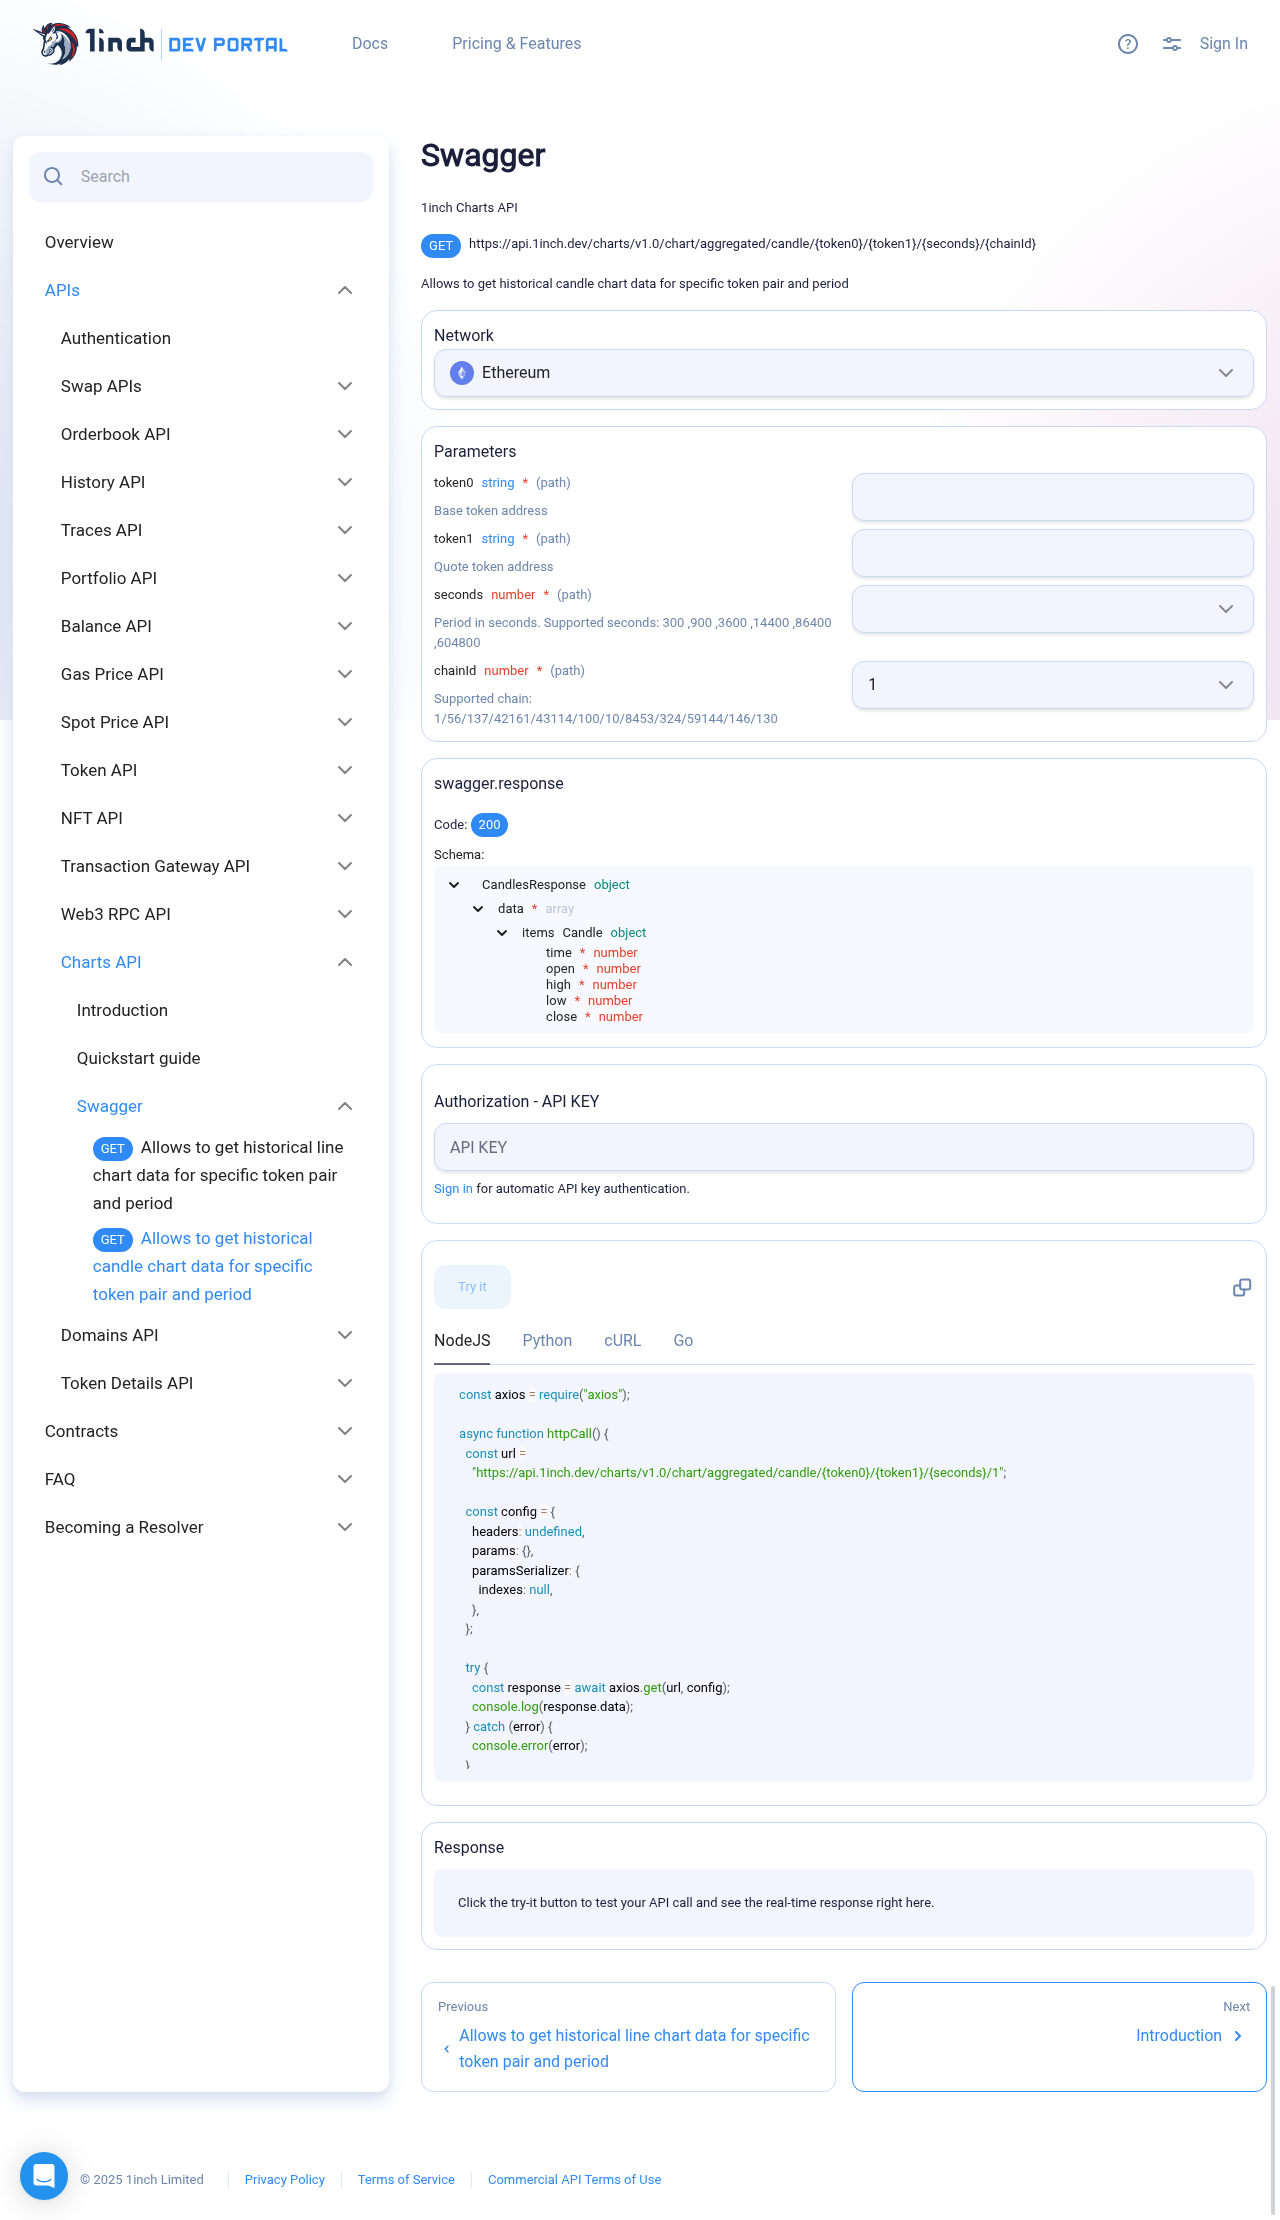 1inch DEV PORTAL
Docs
Pricing & Features
Sign In
Search
Overview
APIs
Authentication
Swap APIs
Orderbook API
History API
Traces API
Portfolio API
Balance API
Gas Price API
Spot Price API
Token API
NFT API
Transaction Gateway API
Web3 RPC API
Charts API
Introduction
Quickstart guide
Swagger
GET Allows to get historical line
chart data for specific token pair
and period
GET Allows to get historical
candle chart data for specific
token pair and period
Domains API
Token Details API
Contracts
FAQ
Becoming a Resolver
Swagger
1inch Charts API
GET https://api.1inch.dev/charts/v1.0/chart/aggregated/candle/{token0}/{token1}/{seconds}/{chainId}
Allows to get historical candle chart data for specific token pair and period
Network
Ethereum
Parameters
token0 string * (path)
Base token address
token1 string * (path)
Quote token address
seconds number * (path)
Period in seconds. Supported seconds: 300 ,900 ,3600 ,14400 ,86400
,604800
chainId number * (path)
1
Supported chain:
1/56/137/42161/43114/100/10/8453/324/59144/146/130
swagger.response
Code: 200
Schema:
CandlesResponse object
data * array
items Candle object
time * number
open * number
high * number
low * number
close * number
Authorization - API KEY
API KEY
Sign in for automatic API key authentication.
Try it
NodeJS Python cURL Go
const axios = require("axios");
async function httpCall() {
const url =
"https://api.1inch.dev/charts/v1.0/chart/aggregated/candle/{token0}/{token1}/{seconds}/1";
const config = {
headers: undefined,
params: {},
paramsSerializer: {
indexes: null,
},
};
try {
const response = await axios.get(url, config);
console.log(response.data);
} catch (error) {
console.error(error);
}
Response
Click the try-it button to test your API call and see the real-time response right here.
Previous
Allows to get historical line chart data for specific
token pair and period
Next
Introduction
© 2025 1inch Limited
Privacy Policy
Terms of Service
Commercial API Terms of Use